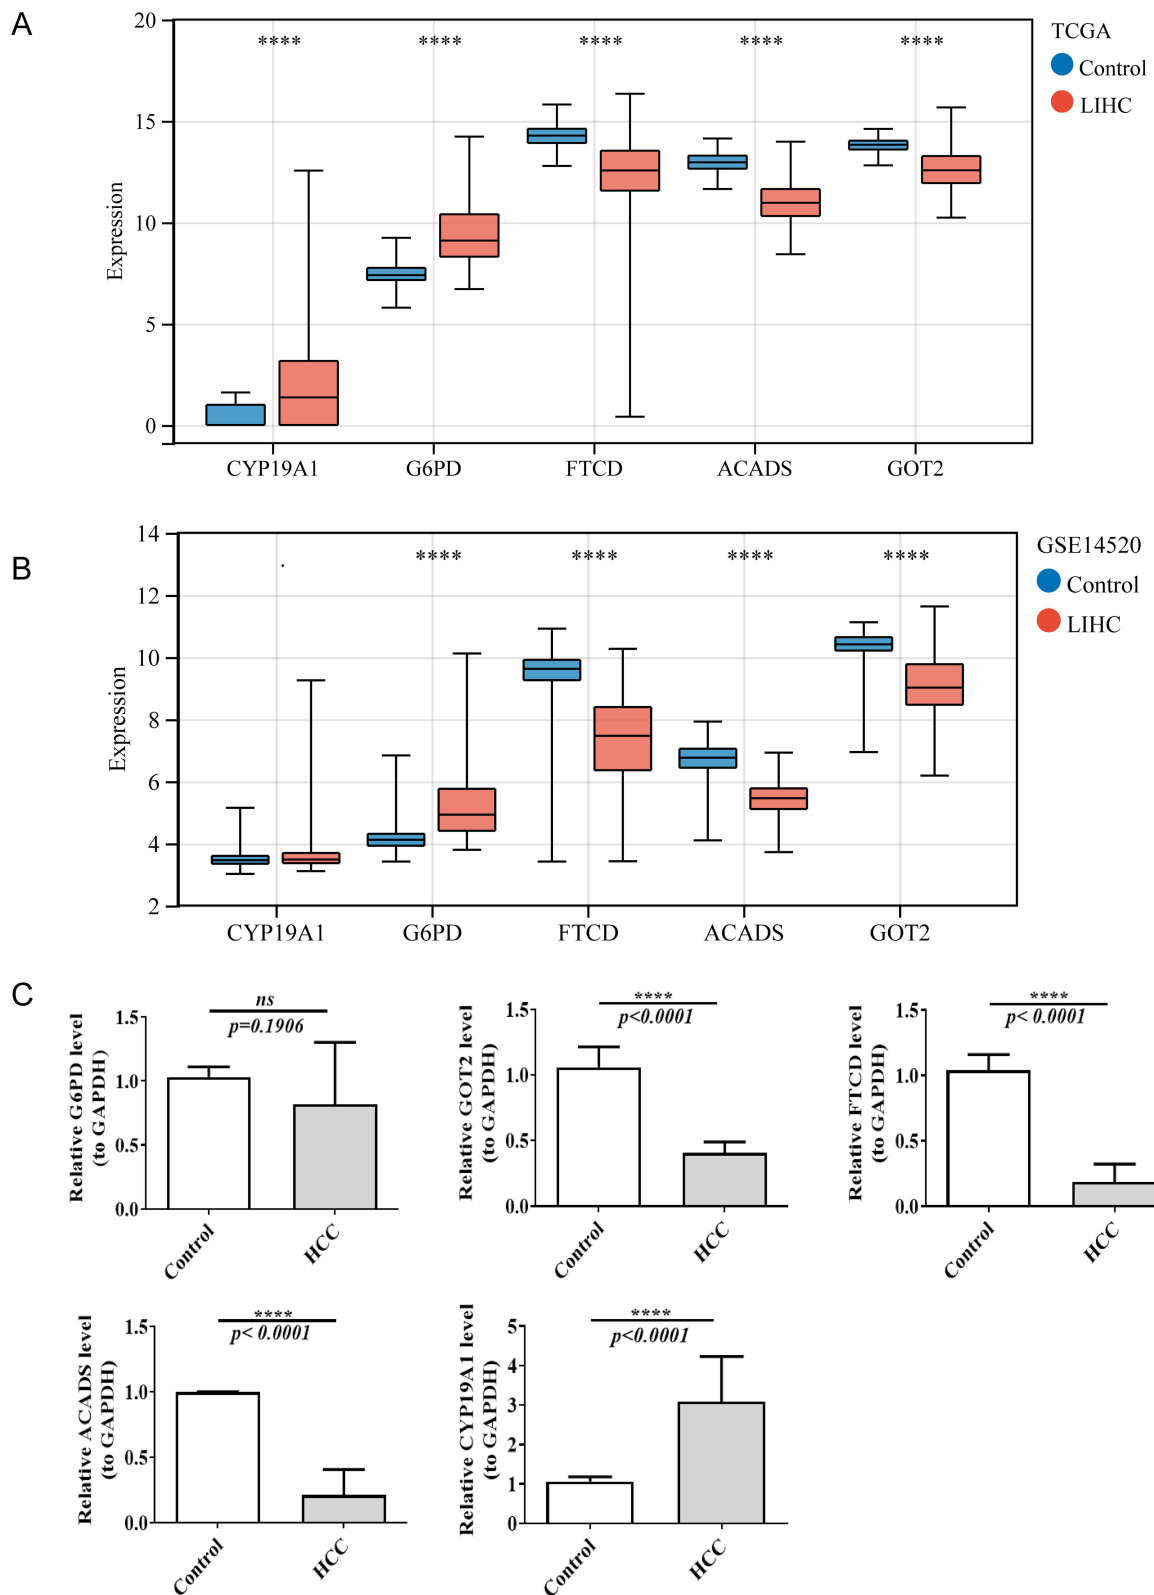 A
TCGA
Control
LIHC
Expression
20
15
10
5
0
**** **** **** **** ****
CYP19A1 G6PD FTCD ACADS GOT2
B
GSE14520
Control
LIHC
Expression
14
12
10
8
6
4
2
**** **** **** ****
CYP19A1 G6PD FTCD ACADS GOT2
C
Relative G6PD level
(to GAPDH)
1.5
1.0
0.5
0.0
ns
p=0.1906
Control HCC
Relative GOT2 level
(to GAPDH)
1.5
1.0
0.5
0.0
****
p<0.0001
Control HCC
Relative FTCD level
(to GAPDH)
1.5
1.0
0.5
0.0
****
p< 0.0001
Control HCC
Relative ACADS level
(to GAPDH)
1.5
1.0
0.5
0.0
****
p< 0.0001
Control HCC
Relative CYP19A1 level
(to GAPDH)
5
4
3
2
1
0
****
p<0.0001
Control HCC